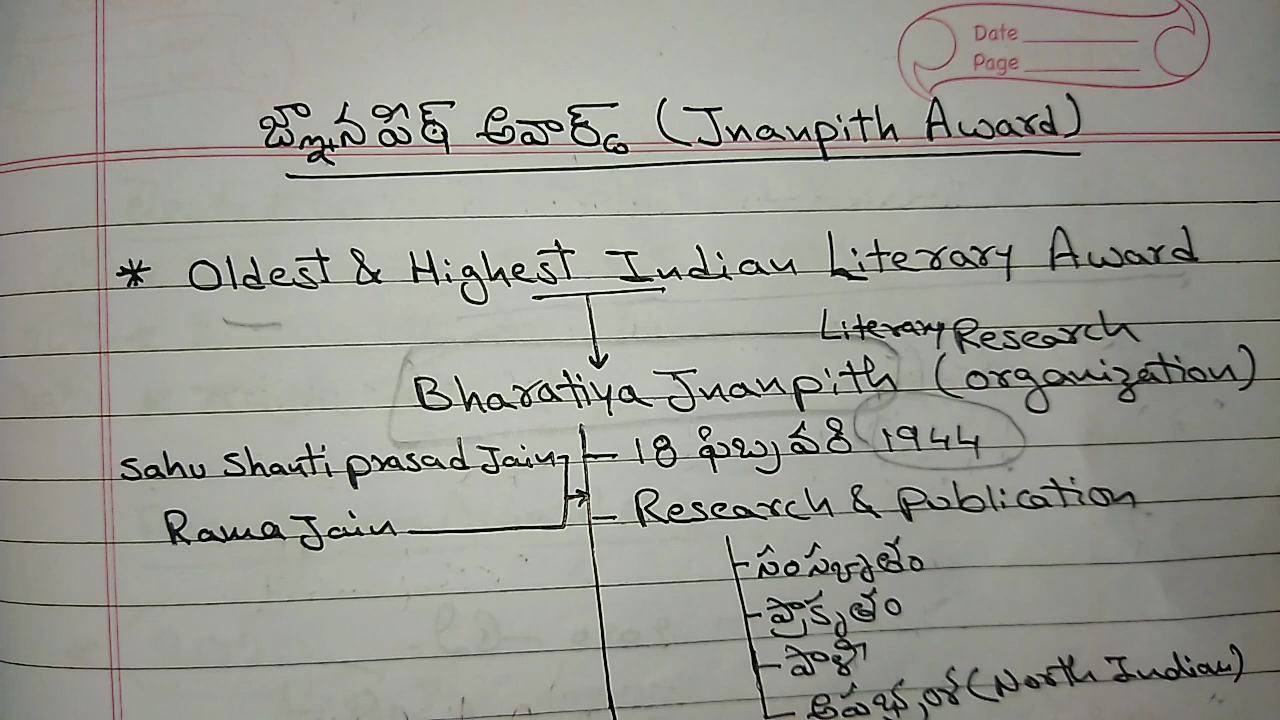 Date
Page
జ్ఞానపీఠ్ అవార్డ్ (Jnanpith Award)
* Oldest & Highest Indian Literary Award
Literary Research
Bharatiya Jnanpith (organization)
Sahu Shanti prasad Jain
18 ఫిబ్రవరి 1944
Rama Jain
Research & publication
సంస్కృతం
ప్రాకృతం
పాళీ
(North Indian)